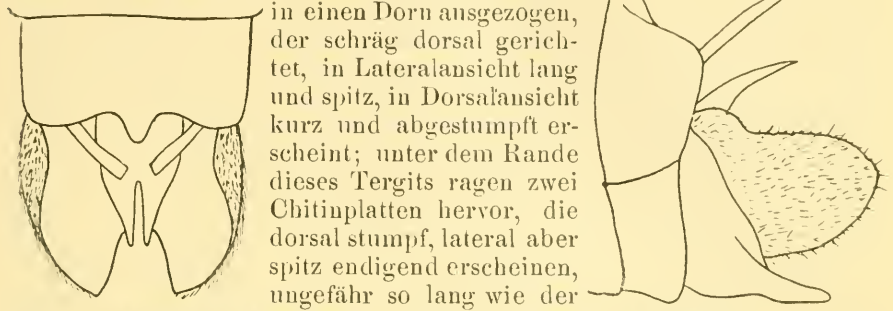 in einen Dorn ausgezogen,
der schräg dorsal gerich-
tet, in Lateralansicht lang
und spitz, in Dorsalansicht
kurz und abgestumpft er-
scheint; unter dem Rande
dieses Tergits ragen zwei
Chitinplatten hervor, die
dorsal stumpf, lateral aber
spitz endigend erscheinen,
ungefähr so lang wie der